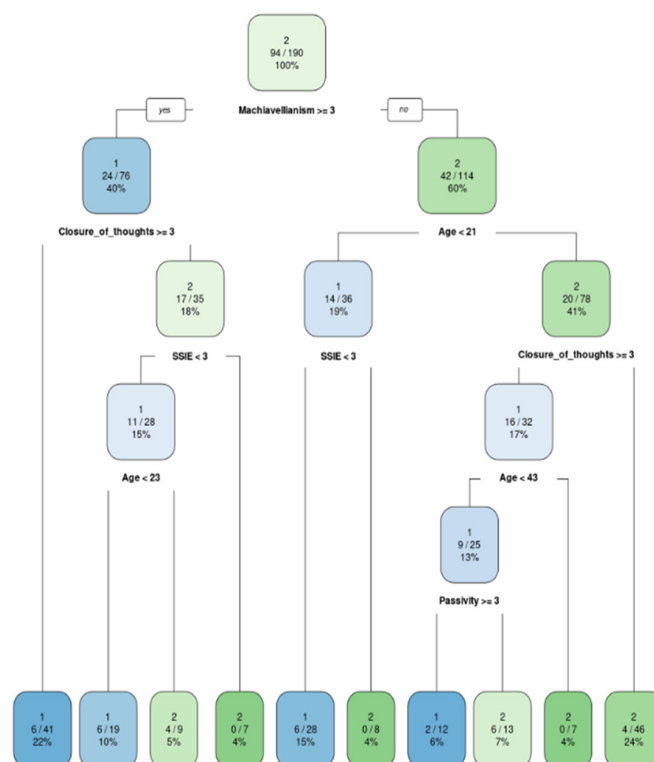 2
94 / 190
100%
yes
Machiavellianism >= 3
no
1
24 / 76
40%
2
42 / 114
60%
Closure_of_thoughts >= 3
Age < 21
2
17 / 35
18%
1
14 / 36
19%
2
20 / 78
41%
SSIE < 3
SSIE < 3
Closure_of_thoughts >= 3
1
11 / 28
15%
1
16 / 32
17%
Age < 23
Age < 43
1
9 / 25
13%
Passivity >= 3
1
6 / 41
22%
1
6 / 19
10%
2
4 / 9
5%
2
0 / 7
4%
1
6 / 28
15%
2
0 / 8
4%
1
2 / 12
6%
2
6 / 13
7%
2
0 / 7
4%
2
4 / 46
24%